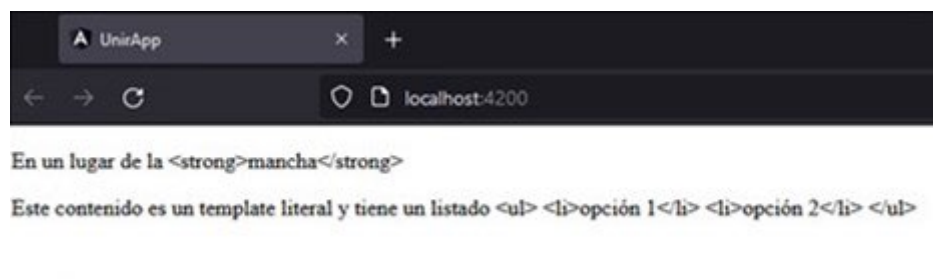 UnirApp
localhost:4200
En un lugar de la <strong>mancha</strong>
Este contenido es un template literal y tiene un listado <ul> <li>opción 1</li> <li>opción 2</li> </ul>